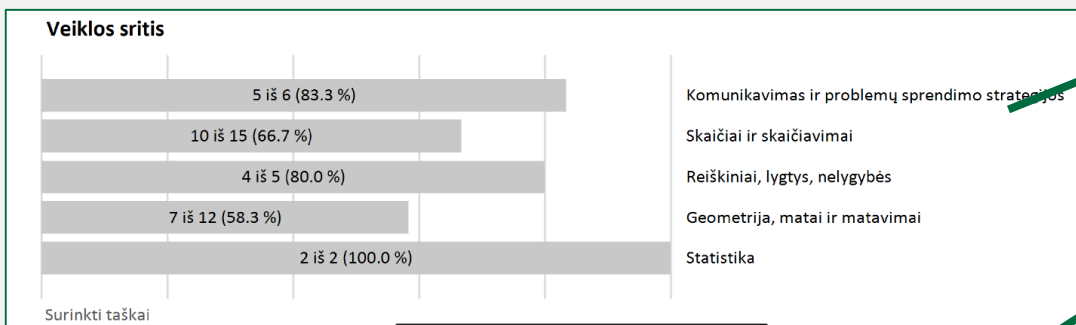 Veiklos sritis
5 iš 6 (83.3 %) Komunikavimas ir problemų sprendimo strategijos
10 iš 15 (66.7 %) Skaičiai ir skaičiavimai
4 iš 5 (80.0 %) Reiškiniai, lygtys, nelygybės
7 iš 12 (58.3 %) Geometrija, matai ir matavimai
2 iš 2 (100.0 %) Statistika
Surinkti taškai